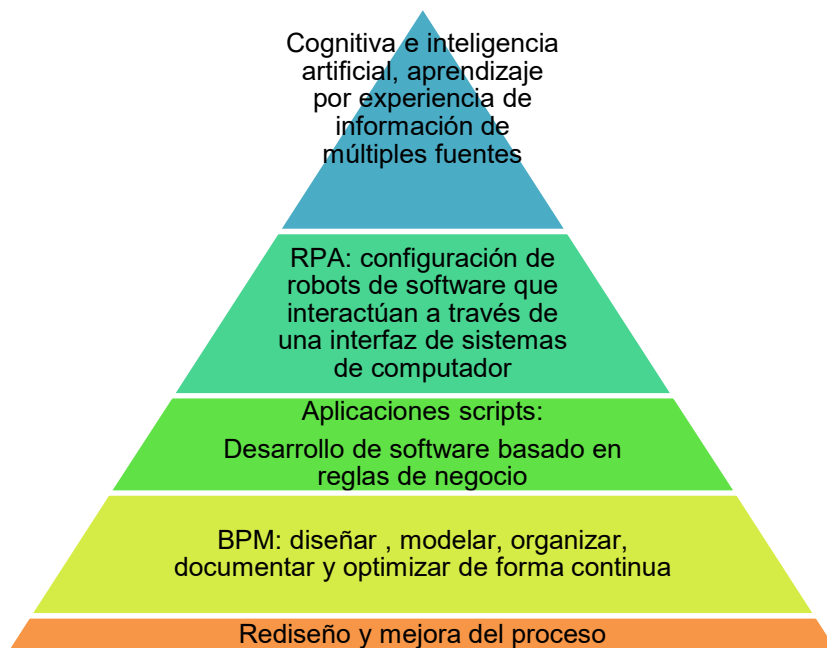 Cognitiva e inteligencia
artificial, aprendizaje
por experiencia de
información de
múltiples fuentes
RPA: configuración de
robots de software que
interactúan a través de
una interfaz de sistemas
de computador
Aplicaciones scripts:
Desarrollo de software basado en
reglas de negocio
BPM: diseñar , modelar, organizar,
documentar y optimizar de forma continua
Rediseño y mejora del proceso